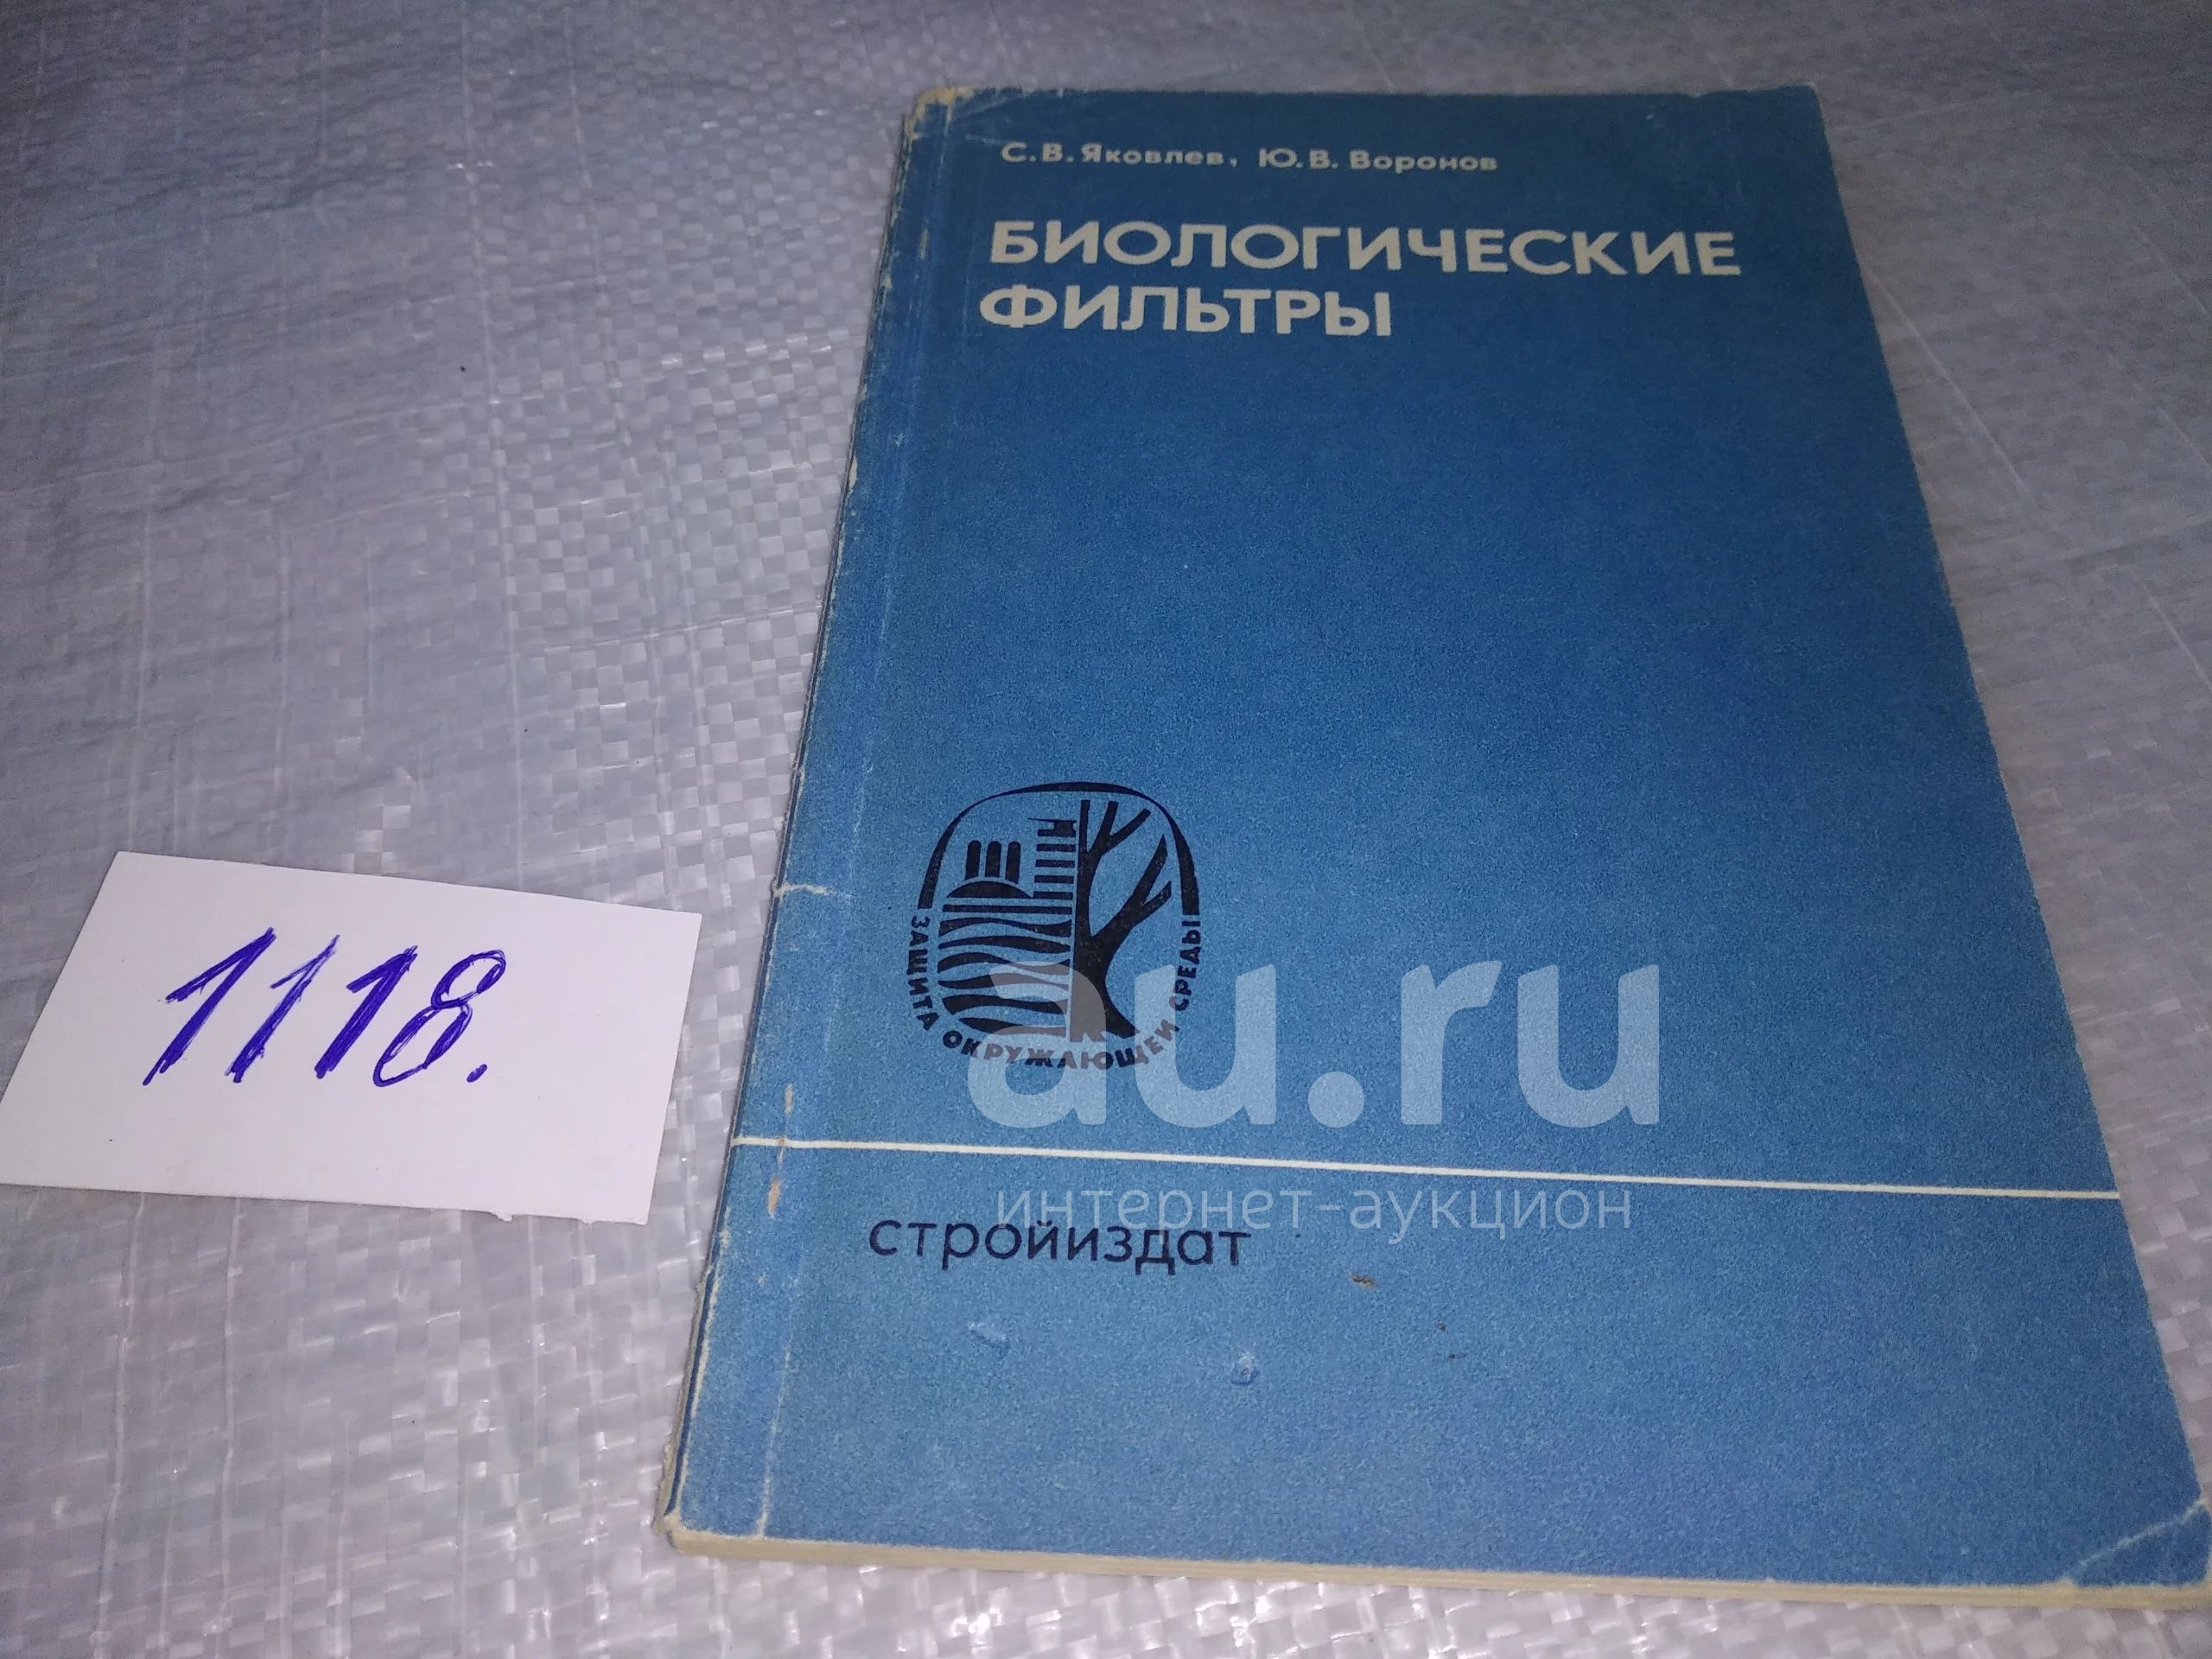 С.В.Яковлев, Ю.В.Воронов
БИОЛОГИЧЕСКИЕ
ФИЛЬТРЫ
ЗАЩИТА ОКРУЖАЮЩЕЙ СРЕДЫ
au.ru
интернет-аукцион
стройиздат
1118.